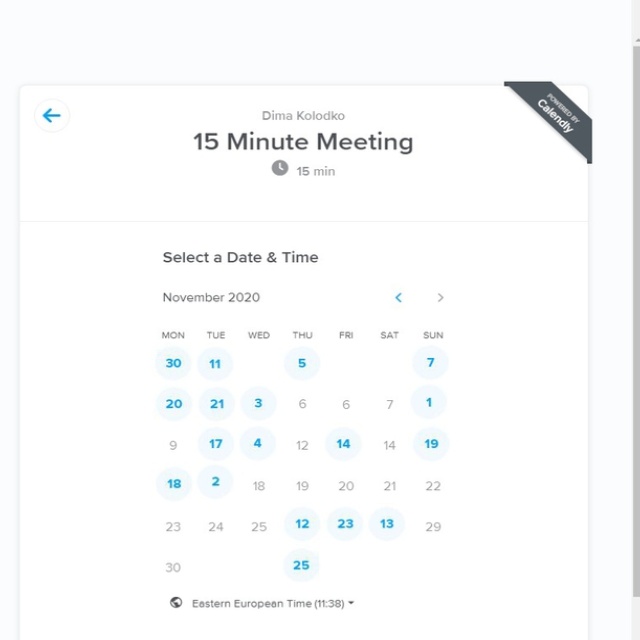 POWERED BY
Calendly
Dima Kolodko
15 Minute Meeting
15 min
Select a Date & Time
November 2020 < >
MON TUE WED THU FRI SAT SUN
30 11 5 7
20 21 3 6 6 7 1
9 17 4 12 14 14 19
18 2 18 19 20 21 22
23 24 25 12 23 13 29
30 25
Eastern European Time (11:38)